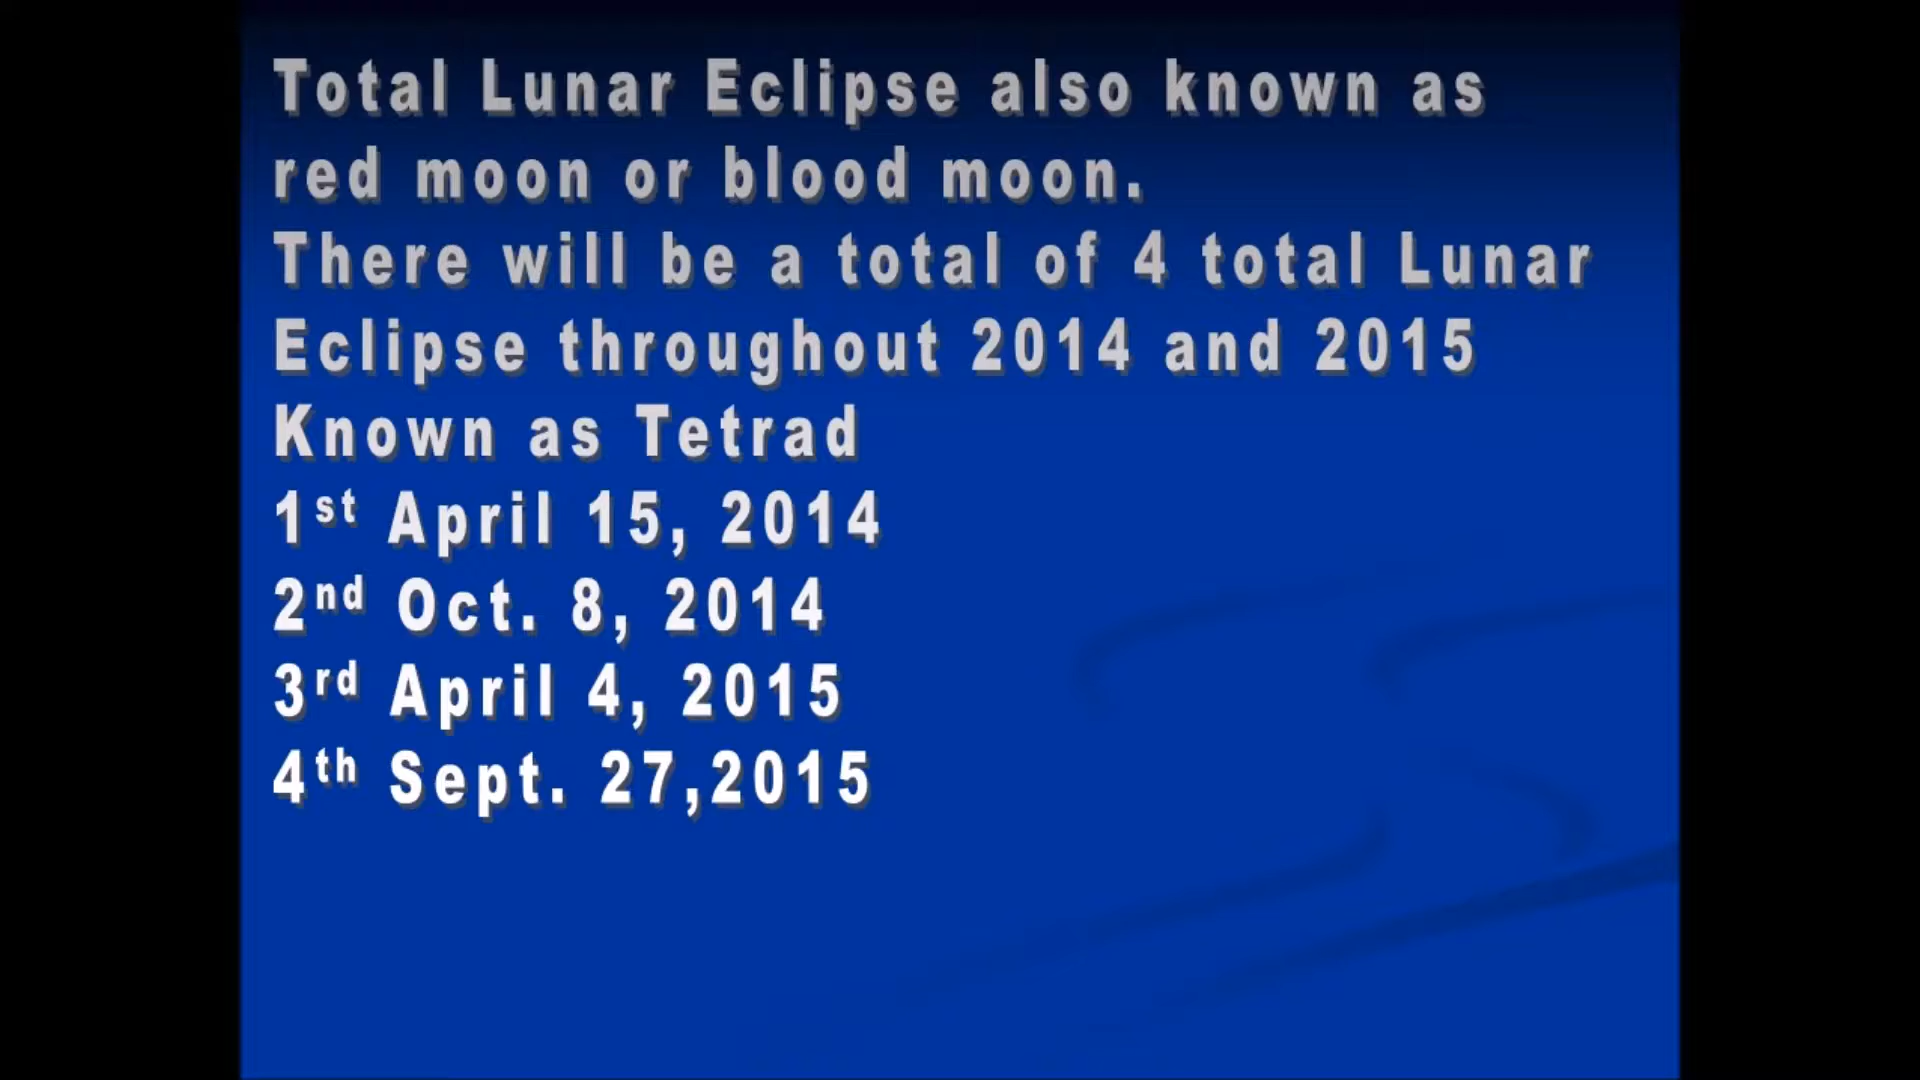 Total Lunar Eclipse also known as
red moon or blood moon.
There will be a total of 4 total Lunar
Eclipse throughout 2014 and 2015
Known as Tetrad
1st April 15, 2014
2nd Oct. 8, 2014
3rd April 4, 2015
4th Sept. 27,2015